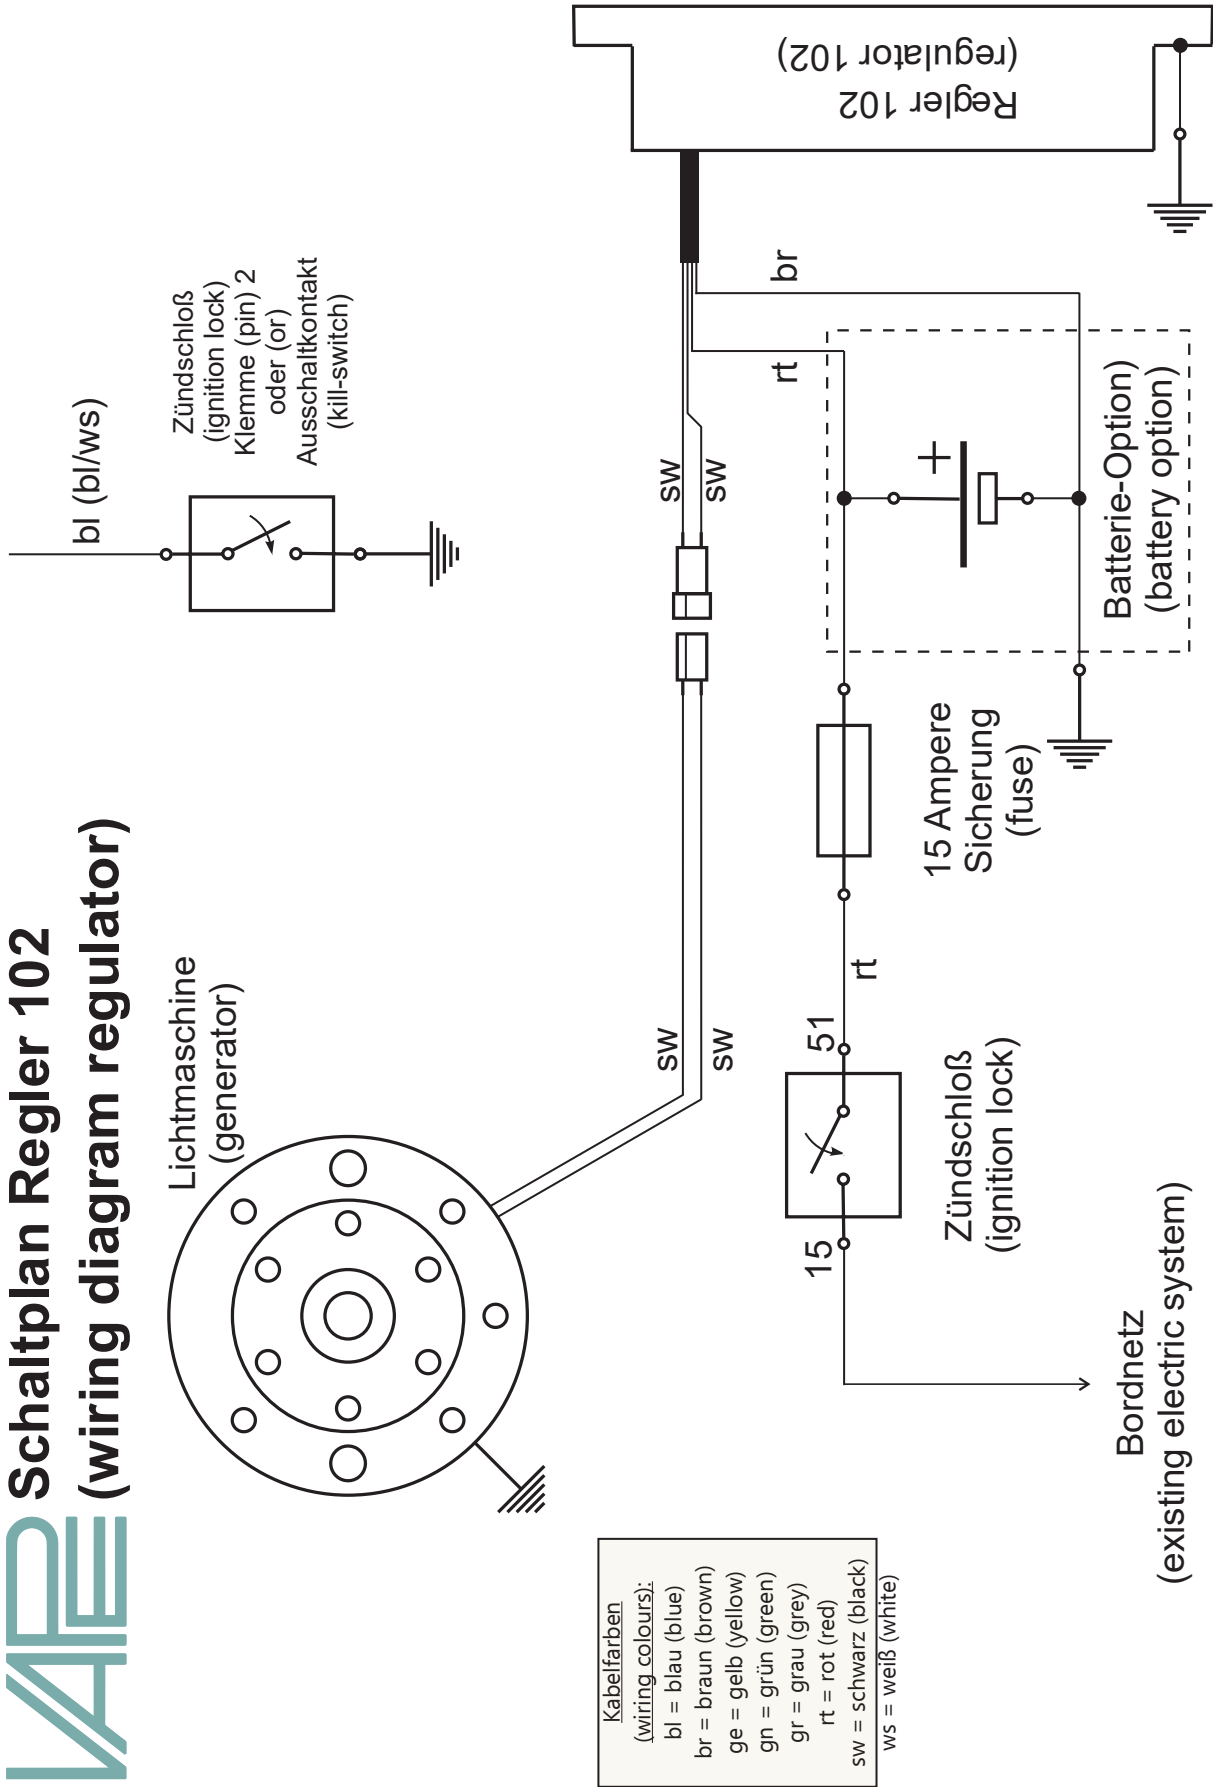 VAPE
Schaltplan Regler 102
(wiring diagram regulator)
Lichtmaschine
(generator)
bl (bl/ws)
Zündschloß
(ignition lock)
Klemme (pin) 2
oder (or)
Ausschaltkontakt
(kill-switch)
sw
sw
sw
sw
Regler 102
(regulator 102)
br
rt
+
Batterie-Option)
(battery option)
15 Ampere
Sicherung
(fuse)
rt
51
15
Zündschloß
(ignition lock)
Bordnetz
(existing electric system)
Kabelfarben
(wiring colours):
bl = blau (blue)
br = braun (brown)
ge = gelb (yellow)
gn = grün (green)
gr = grau (grey)
rt = rot (red)
sw = schwarz (black)
ws = weiß (white)